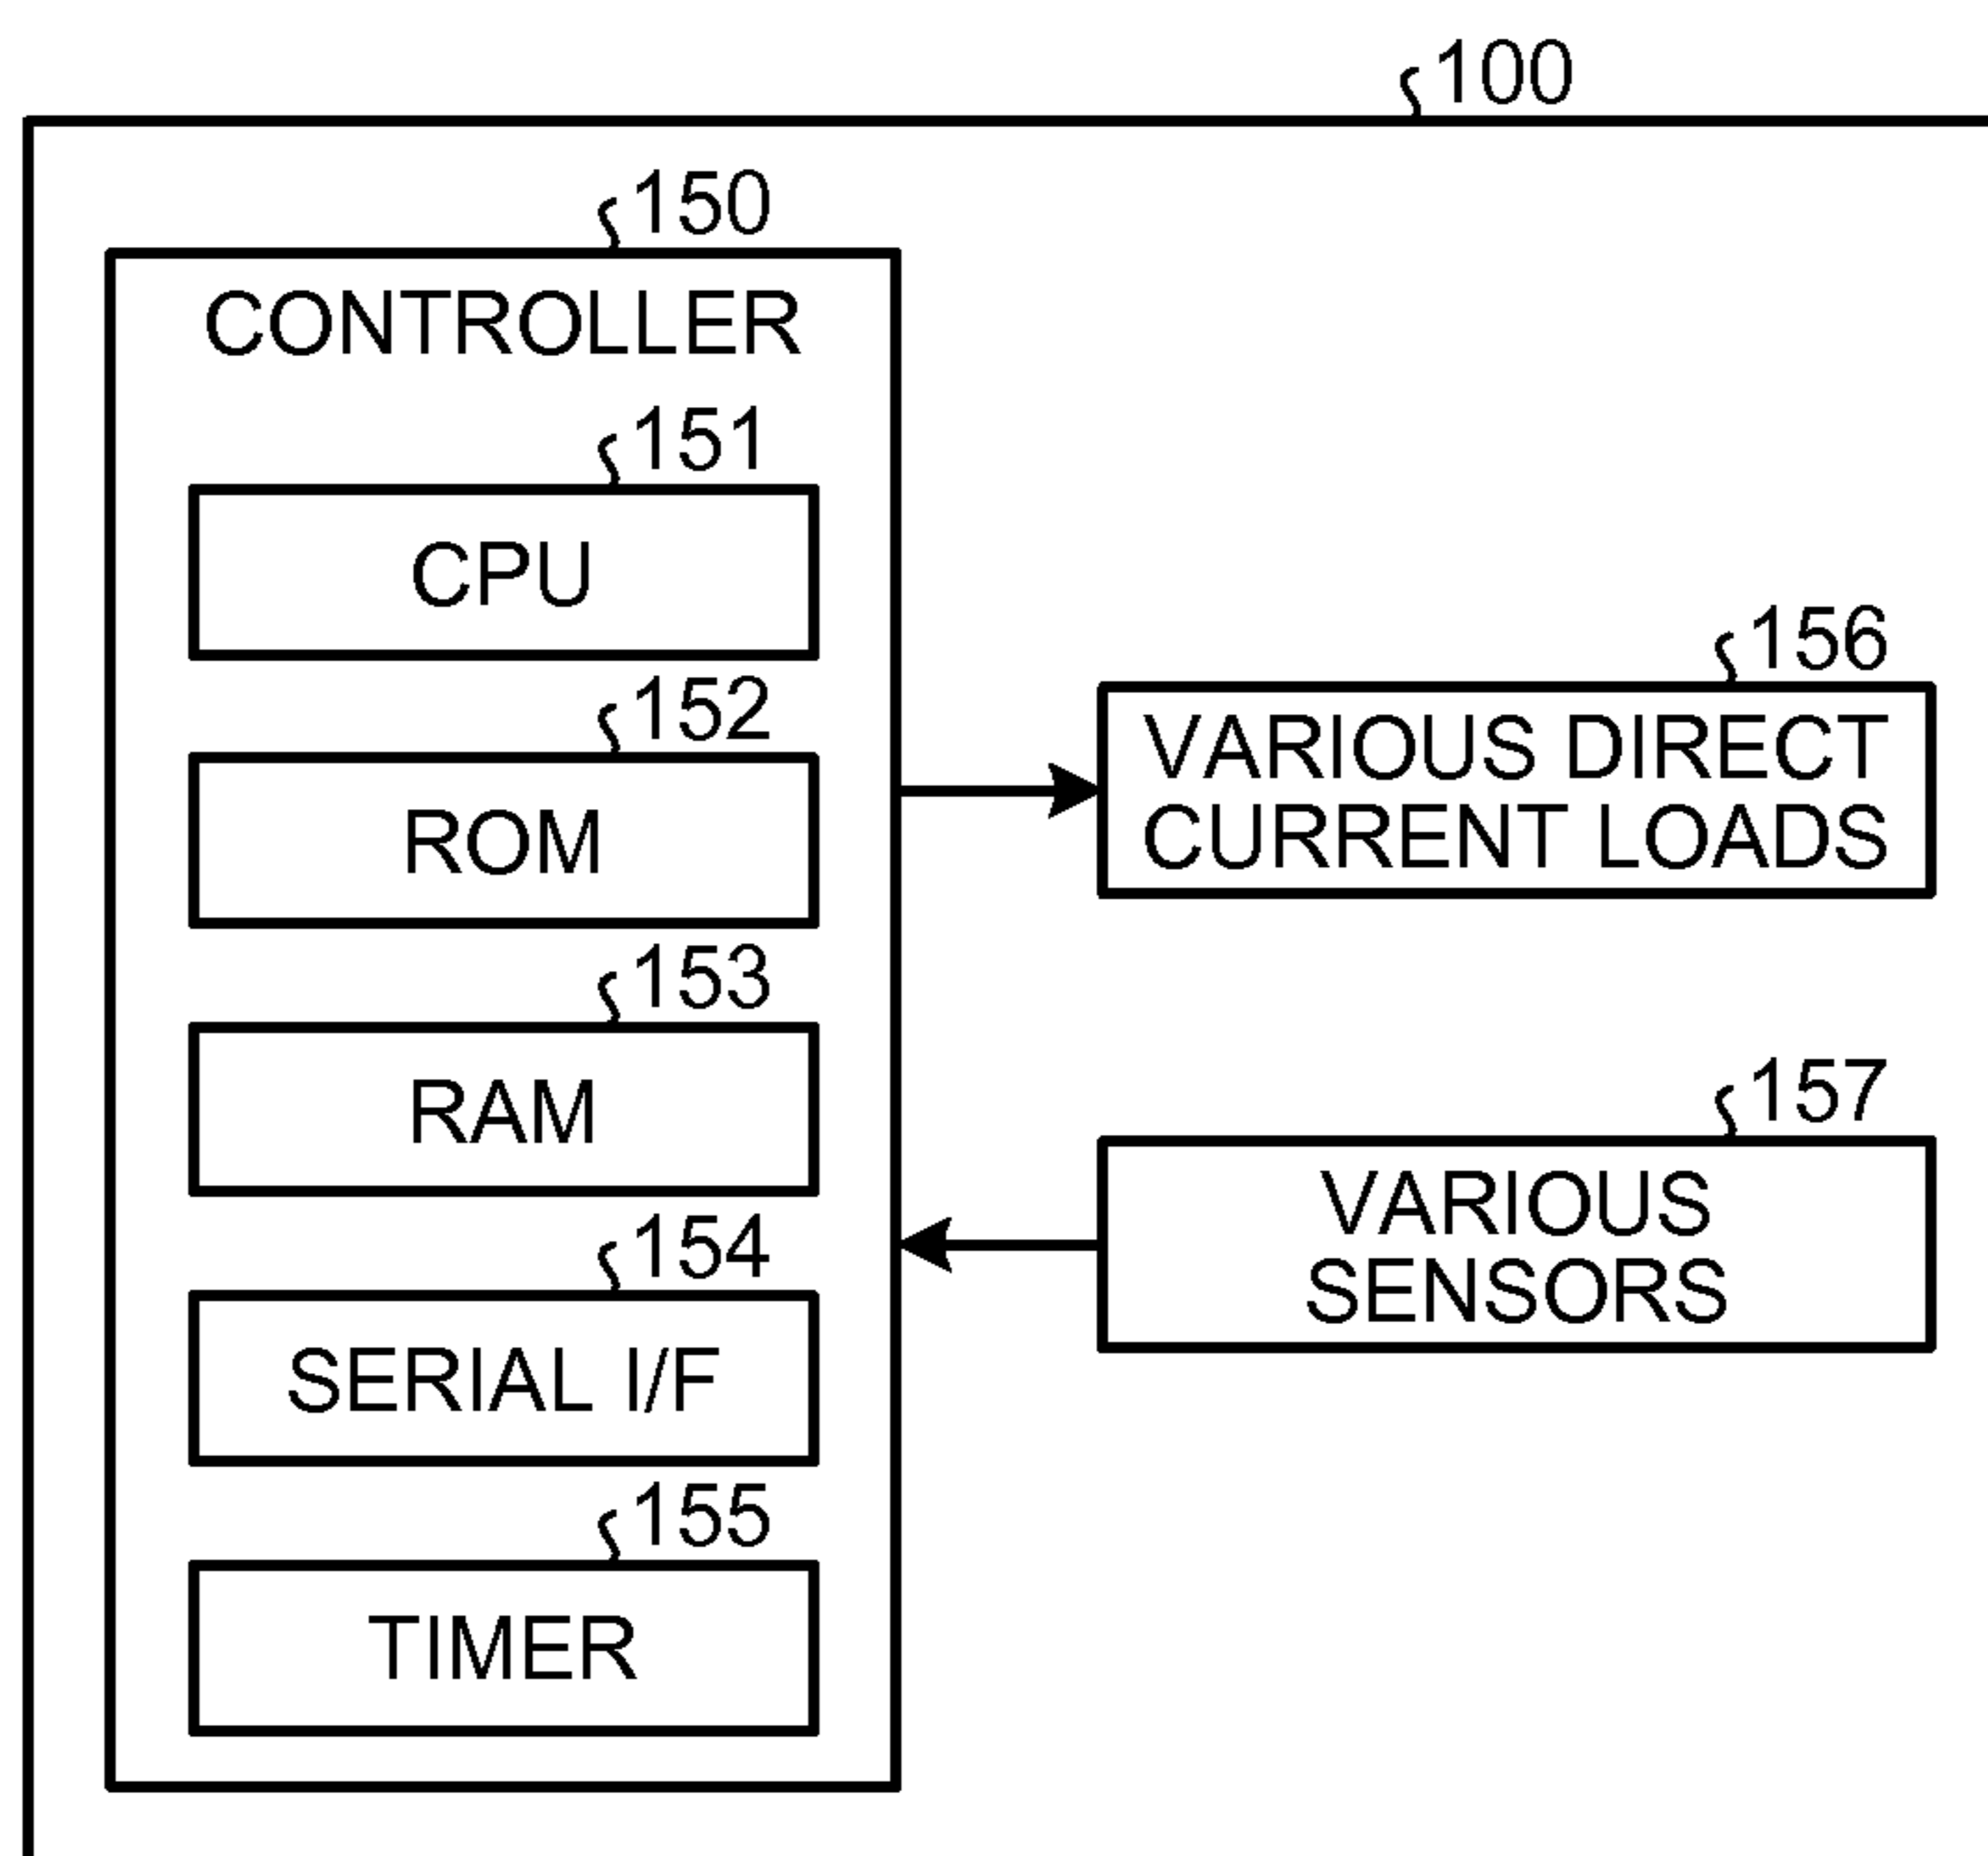 100
150
CONTROLLER
151
CPU
152
ROM
153
RAM
154
SERIAL I/F
155
TIMER
156
VARIOUS DIRECT
CURRENT LOADS
157
VARIOUS
SENSORS